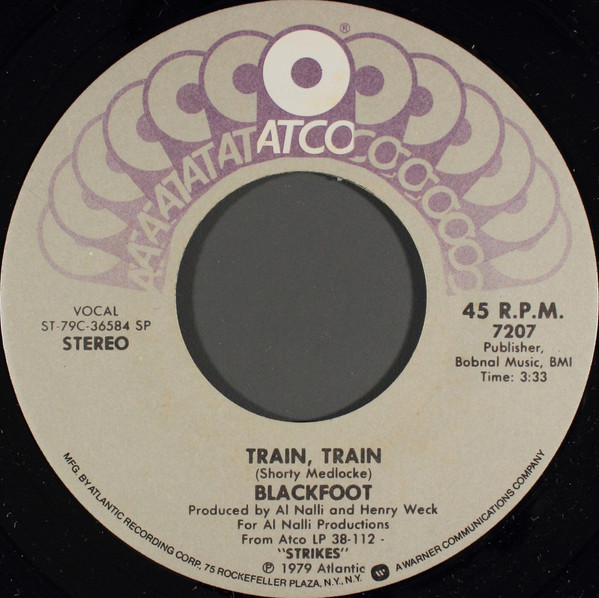 ®
ATCO
VOCAL
ST-79C-36584 SP
STEREO
45 R.P.M.
7207
Publisher,
Bobnal Music, BMI
Time: 3:33
TRAIN, TRAIN
(Shorty Medlocke)
BLACKFOOT
Produced by Al Nalli and Henry Weck
For Al Nalli Productions
From Atco LP 38-112 -
"STRIKES"
℗ 1979 Atlantic
MFG. BY ATLANTIC RECORDING CORP., 75 ROCKEFELLER PLAZA, N.Y., N.Y. W A WARNER COMMUNICATIONS COMPANY